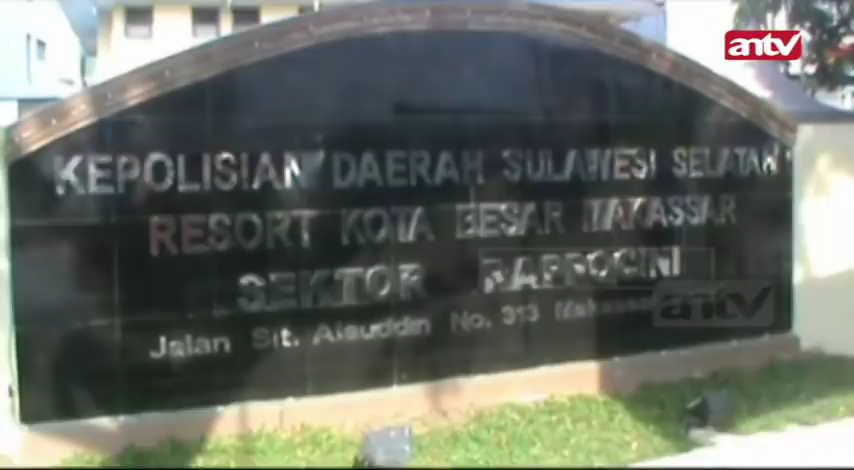 antv
KEPOLISIAN DAERAH SULAWESI SELATAN
RESORT KOTA BESAR MAKASSAR
SEKTOR RAPPOCINI
Jalan Slt. Alauddin No. 313 Makassar
antv